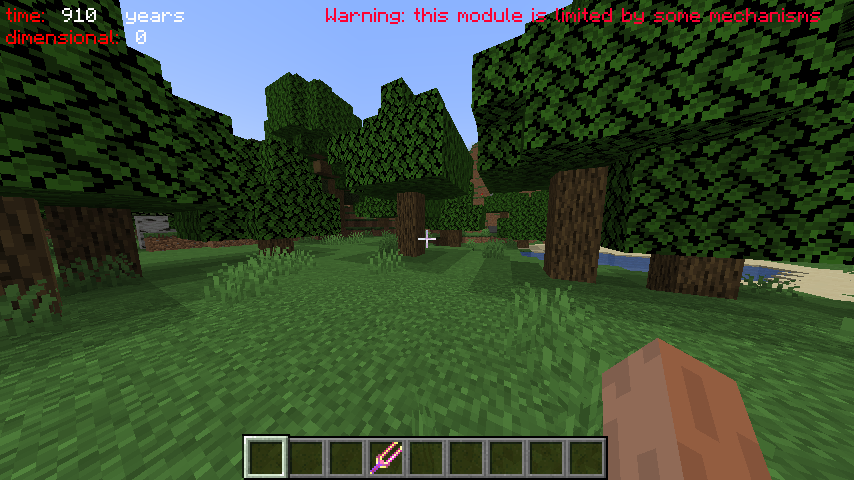 time: 910 years
Warning: this module is limited by some mechanisms
dimensional: 0